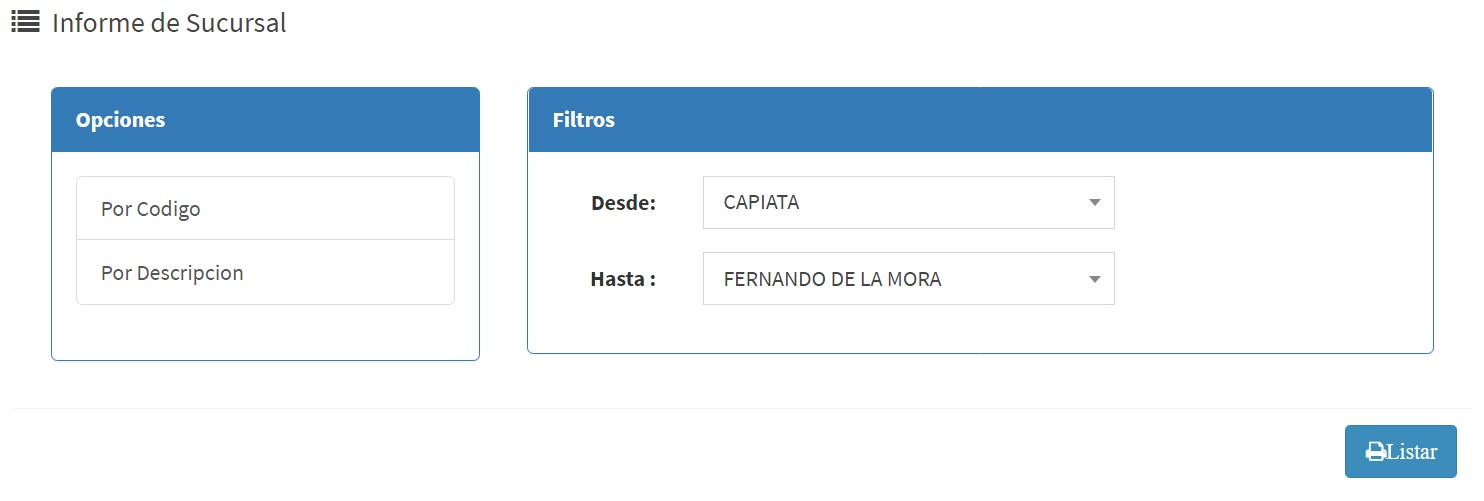 Informe de Sucursal
Opciones
Por Codigo
Por Descripcion
Filtros
Desde: CAPIATA
Hasta : FERNANDO DE LA MORA
Listar